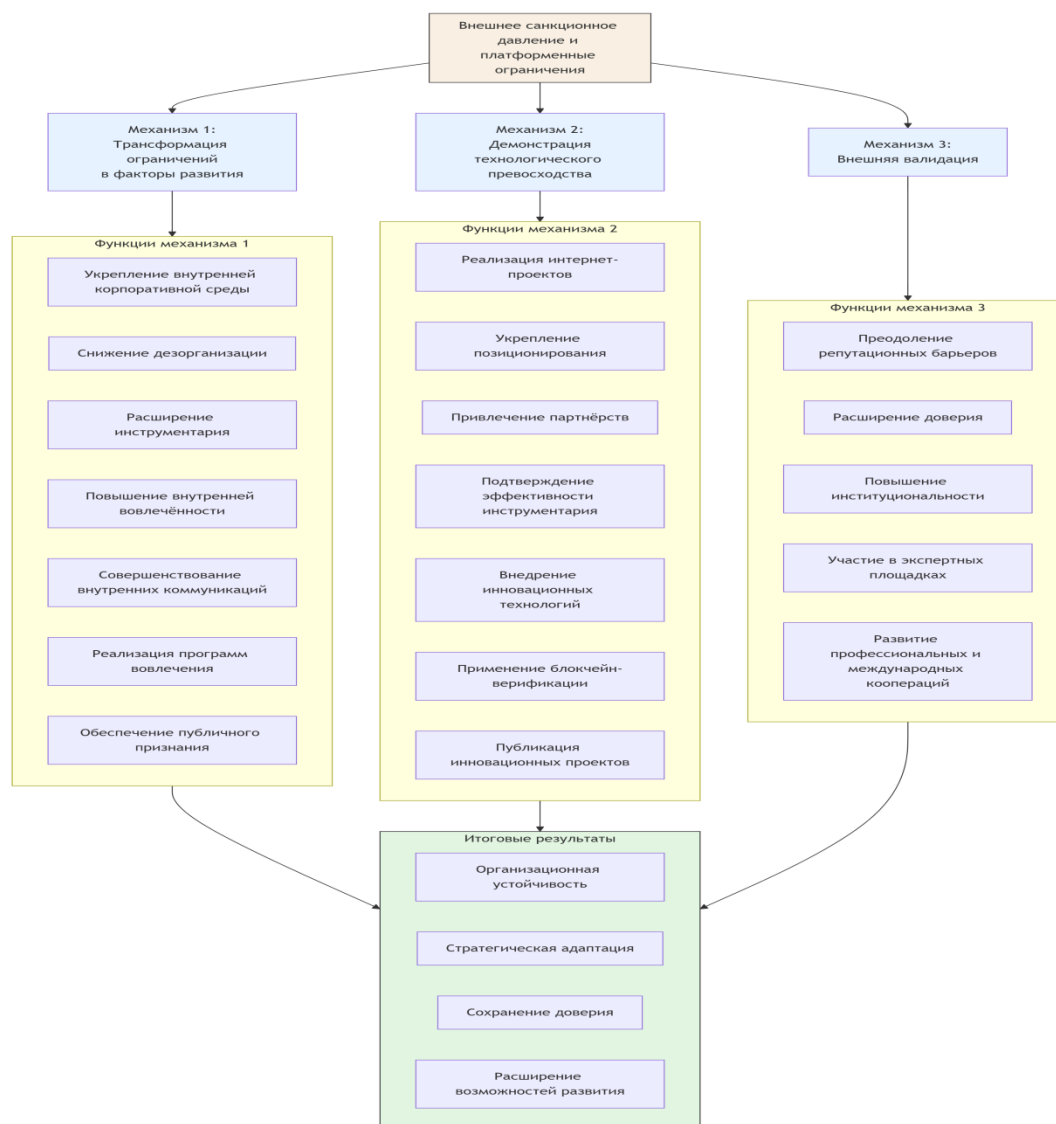 Внешнее санкционное
давление и
платформенные
ограничения
Механизм 1:
Трансформация
ограничений
в факторы развития
Механизм 2:
Демонстрация
технологического
превосходства
Механизм 3:
Внешняя валидация
Функции механизма 1
Укрепление внутренней
корпоративной среды
Снижение дезорганизации
Расширение
инструментария
Повышение внутренней
вовлечённости
Совершенствование
внутренних коммуникаций
Реализация программ
вовлечения
Обеспечение публичного
признания
Функции механизма 2
Реализация интернет-
проектов
Укрепление
позиционирования
Привлечение партнёрств
Подтверждение
эффективности
инструментария
Внедрение
инновационных
технологий
Применение блокчейн-
верификации
Публикация
инновационных проектов
Функции механизма 3
Преодоление
репутационных барьеров
Расширение доверия
Повышение
институциональности
Участие в экспертных
площадках
Развитие
профессиональных и
международных
коопераций
Итоговые результаты
Организационная
устойчивость
Стратегическая адаптация
Сохранение доверия
Расширение
возможностей развития